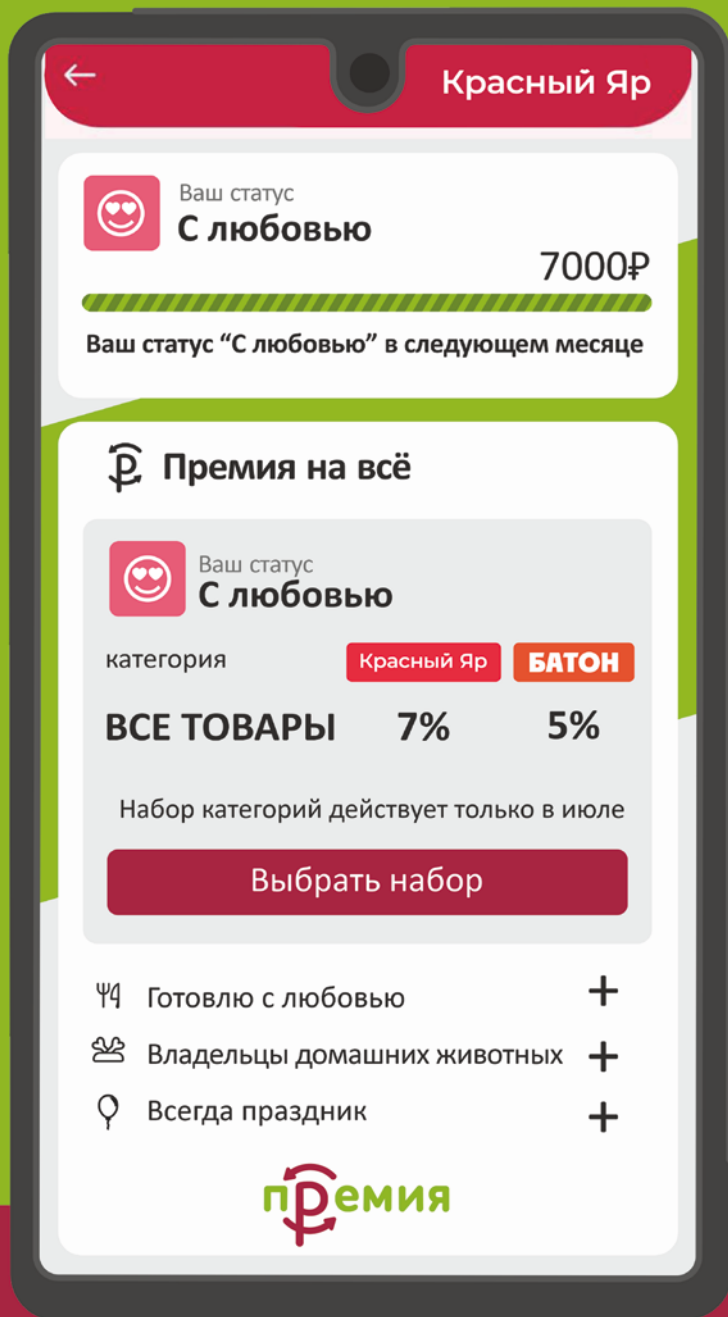 Красный Яр
Ваш статус
С любовью
7000₽
Ваш статус “С любовью” в следующем месяце
Премия на всё
Ваш статус
С любовью
категория Красный Яр БАТОН
ВСЕ ТОВАРЫ 7% 5%
Набор категорий действует только в июле
Выбрать набор
Готовлю с любовью +
Владельцы домашних животных +
Всегда праздник +
премия